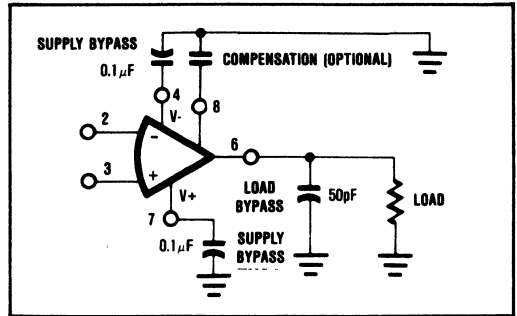 SUPPLY BYPASS
0.1µF
COMPENSATION (OPTIONAL)
4
8
V-
2
-
3
+
6
V+
7
LOAD
BYPASS
50pF
LOAD
0.1µF
SUPPLY
BYPASS